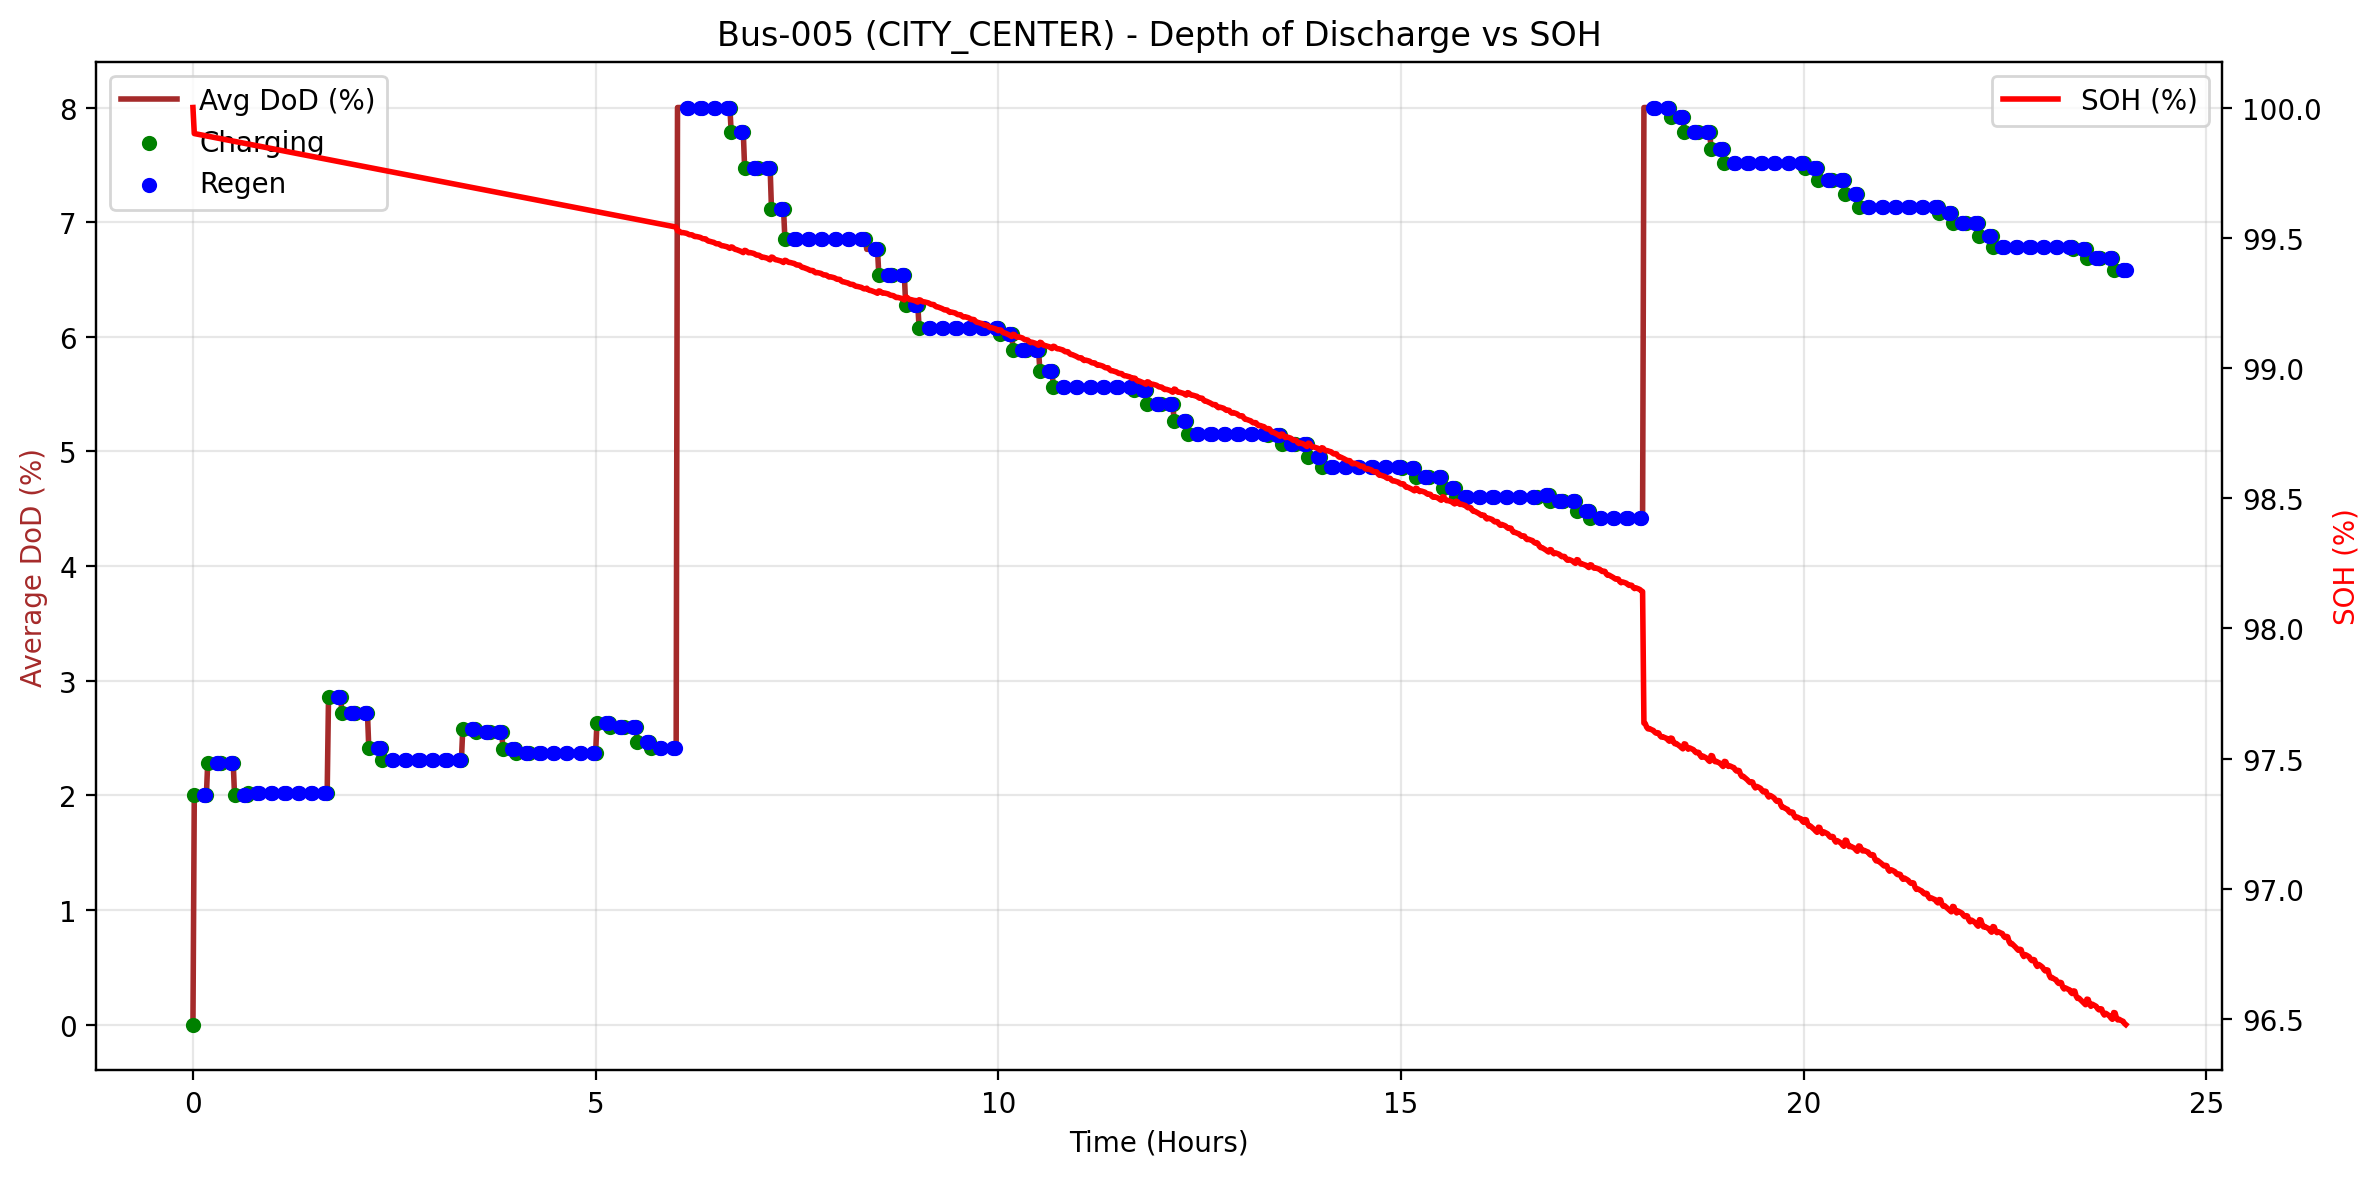 Bus-005 (CITY_CENTER) - Depth of Discharge vs SOH
Avg DoD (%)
Charging
Regen
SOH (%)
8
7
6
5
4
3
2
1
0
Average DoD (%)
100.0
99.5
99.0
98.5
98.0
97.5
97.0
96.5
SOH (%)
0
5
10
15
20
25
Time (Hours)